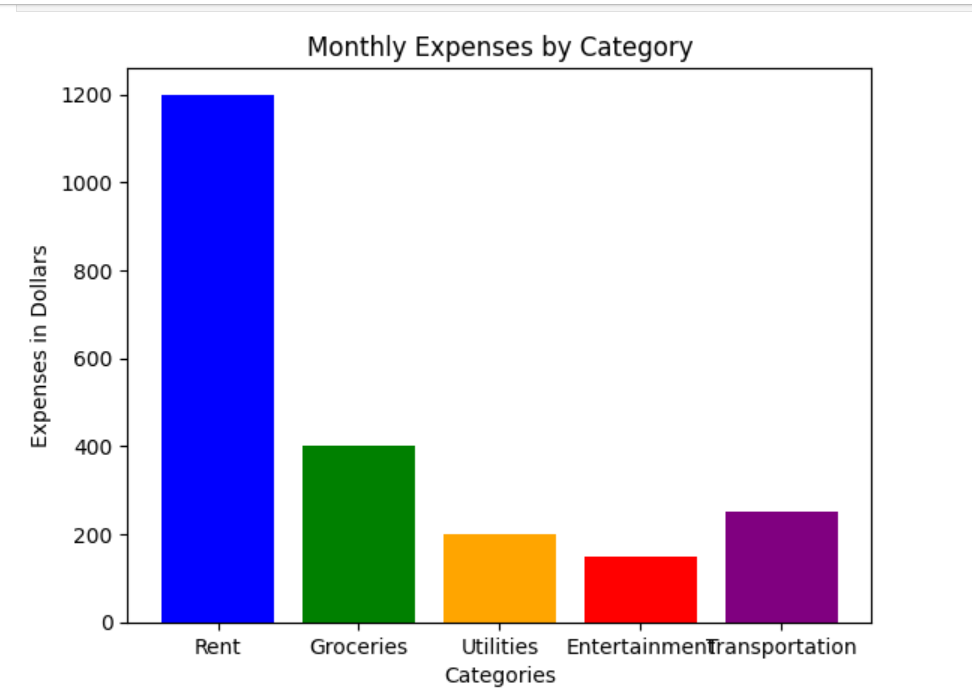 Monthly Expenses by Category
1200
1000
800
600
400
200
0
Expenses in Dollars
Rent Groceries Utilities Entertainment Transportation
Categories